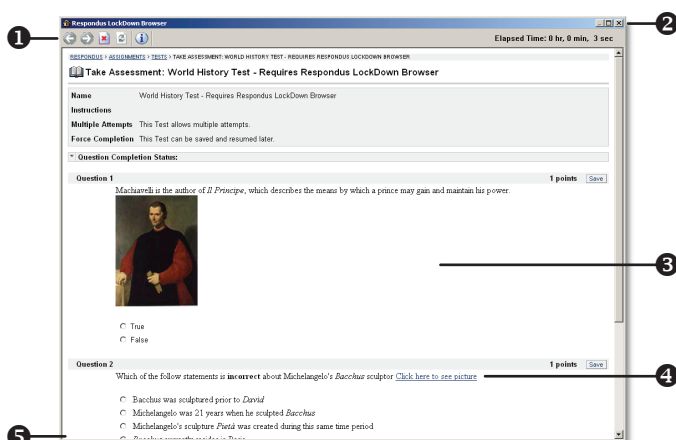 Respondus LockDown Browser
❶
❷
Elapsed Time: 0 hr, 0 min, 3 sec
RESPONDUS > ASSIGNMENTS > TESTS > TAKE ASSESSMENT: WORLD HISTORY TEST - REQUIRES RESPONDUS LOCKDOWN BROWSER
Take Assessment: World History Test - Requires Respondus LockDown Browser
Name World History Test - Requires Respondus LockDown Browser
Instructions
Multiple Attempts This Test allows multiple attempts.
Force Completion This Test can be saved and resumed later.
Question Completion Status:
Question 1 1 points Save
Machiavelli is the author of Il Principe, which describes the means by which a prince may gain and maintain his power.
❸
True
False
Question 2 1 points Save
Which of the follow statements is incorrect about Michelangelo's Bacchus sculptor Click here to see picture
❹
Bacchus was sculptured prior to David
Michelangelo was 21 years when he sculpted Bacchus
Michelangelo's sculpture Pietà was created during this same time period
❺